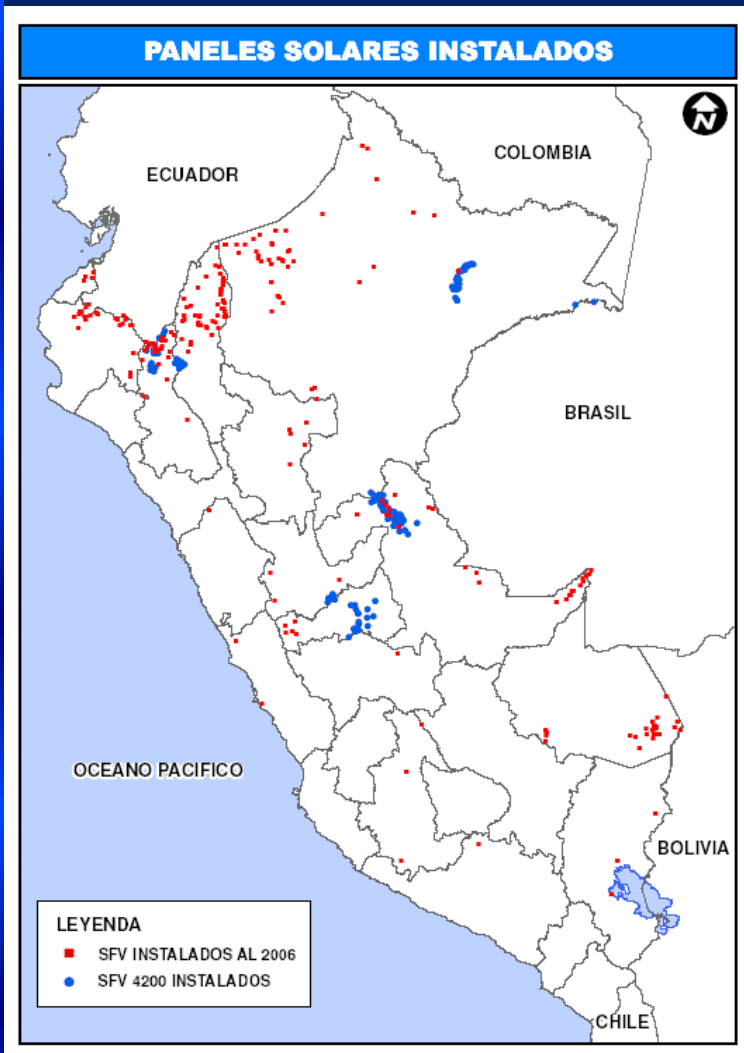 PANELES SOLARES INSTALADOS
N
COLOMBIA
ECUADOR
BRASIL
OCEANO PACIFICO
BOLIVIA
LEYENDA
SFV INSTALADOS AL 2006
SFV 4200 INSTALADOS
CHILE